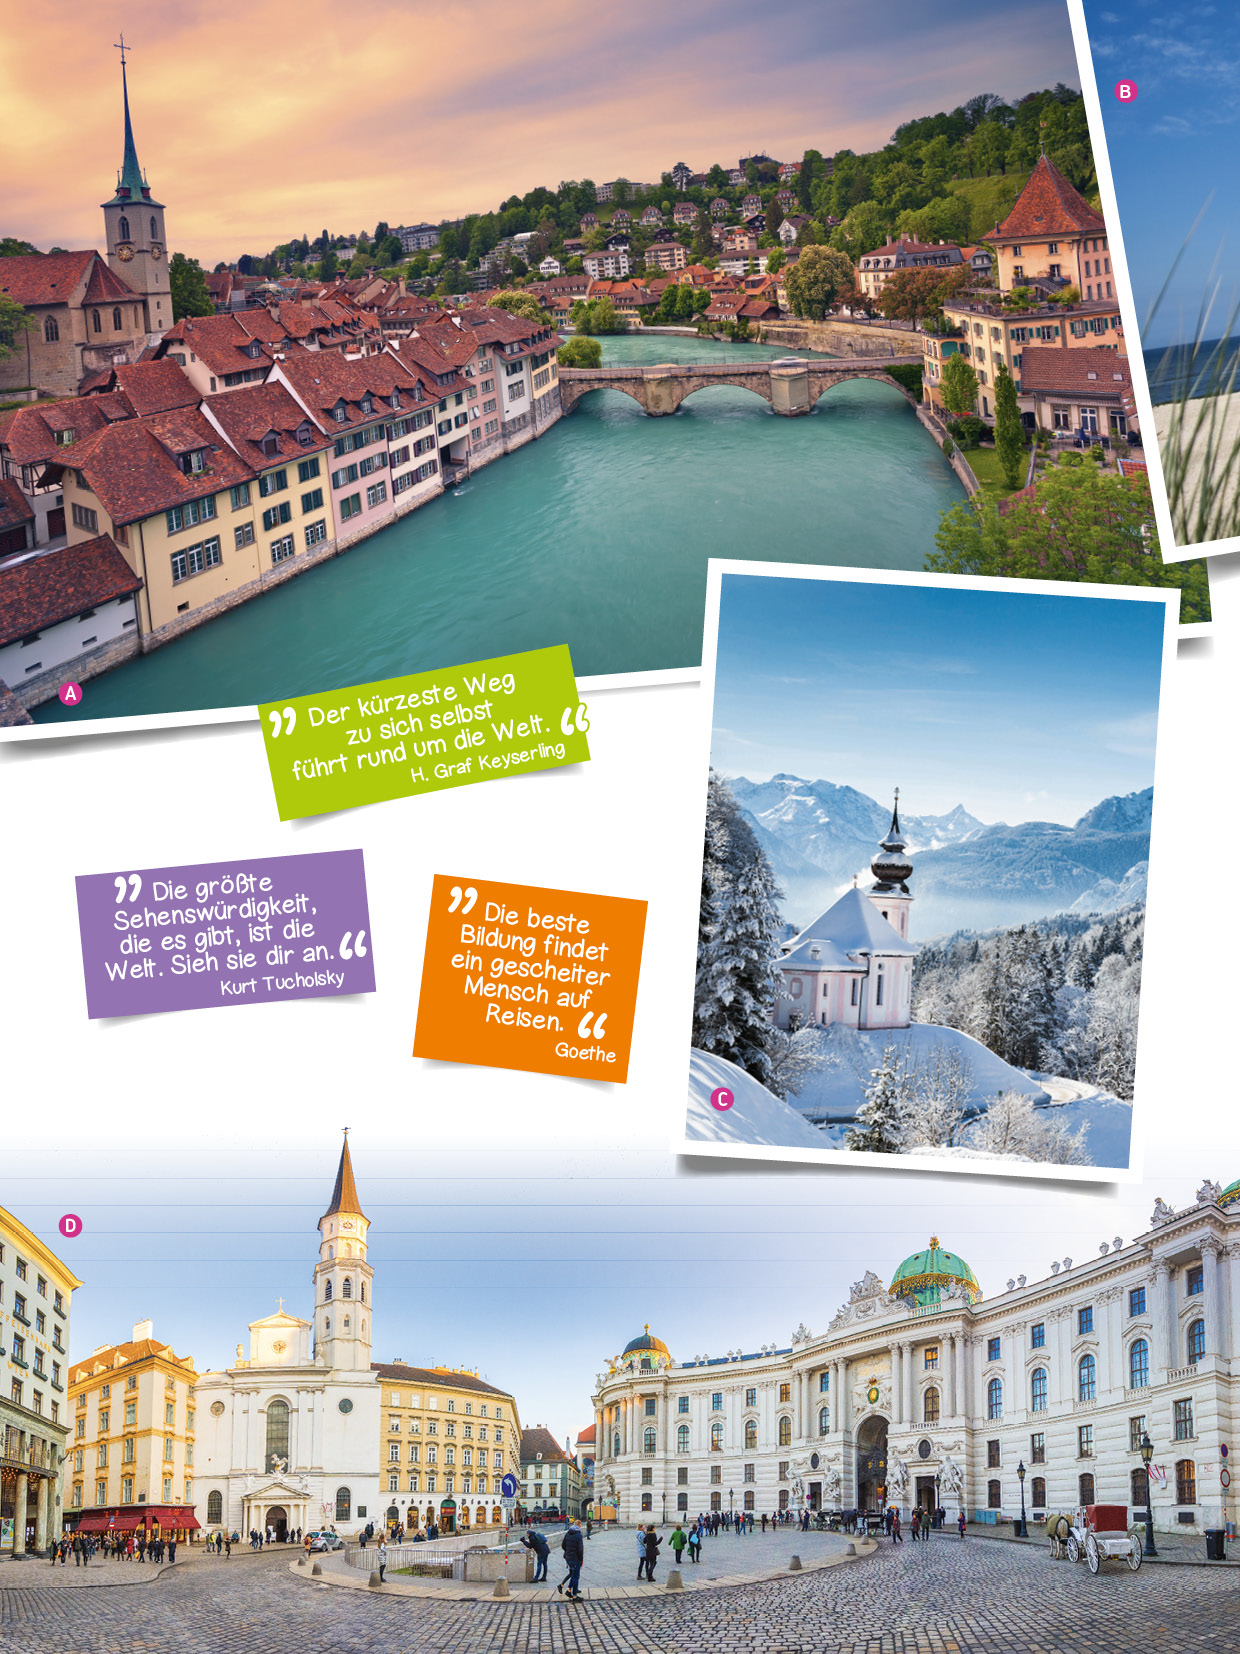 B
A
” Der kürzeste Weg
zu sich selbst
führt rund um die Welt. “
H. Graf Keyserling
” Die größte
Sehenswürdigkeit,
die es gibt, ist die
Welt. Sieh sie dir an. “
Kurt Tucholsky
” Die beste
Bildung findet
ein gescheiter
Mensch auf
Reisen. “
Goethe
C
D